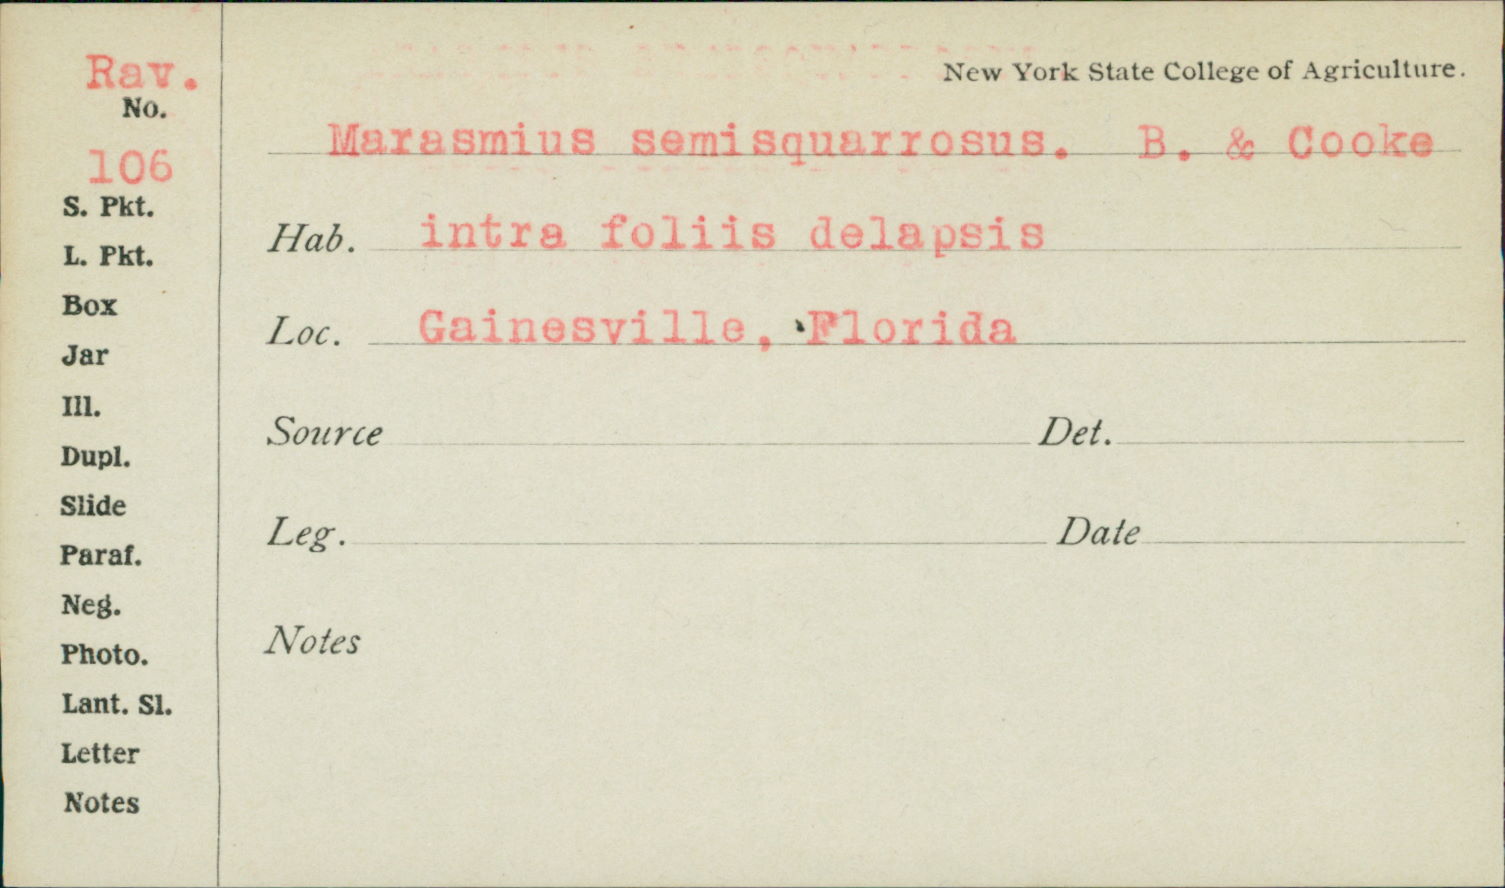 Rav.
No.
106
S. Pkt.
L. Pkt.
Box
Jar
Ill.
Dupl.
Slide
Paraf.
Neg.
Photo.
Lant. Sl.
Letter
Notes
New York State College of Agriculture.
Marasmius semisquarrosus. B. & Cooke
Hab. intra foliis delapsis
Loc. Gainesville, Florida
Source Det.
Leg. Date
Notes